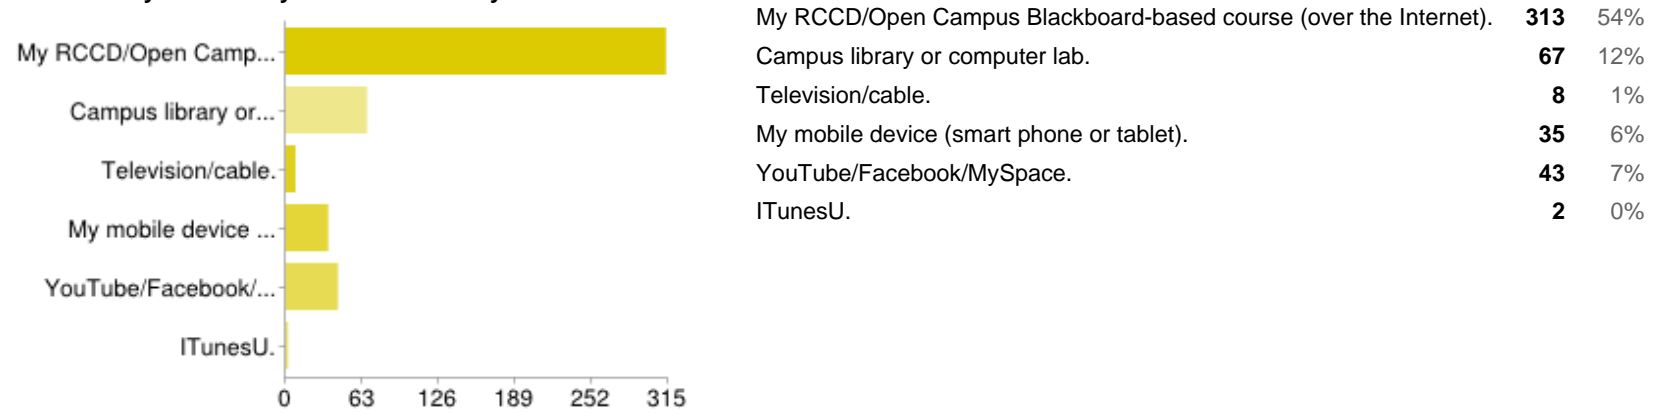 My RCCD/Open Camp...
Campus library or...
Television/cable.
My mobile device ...
YouTube/Facebook/...
ITunesU.
0 63 126 189 252 315
My RCCD/Open Campus Blackboard-based course (over the Internet). 313 54%
Campus library or computer lab. 67 12%
Television/cable. 8 1%
My mobile device (smart phone or tablet). 35 6%
YouTube/Facebook/MySpace. 43 7%
ITunesU. 2 0%